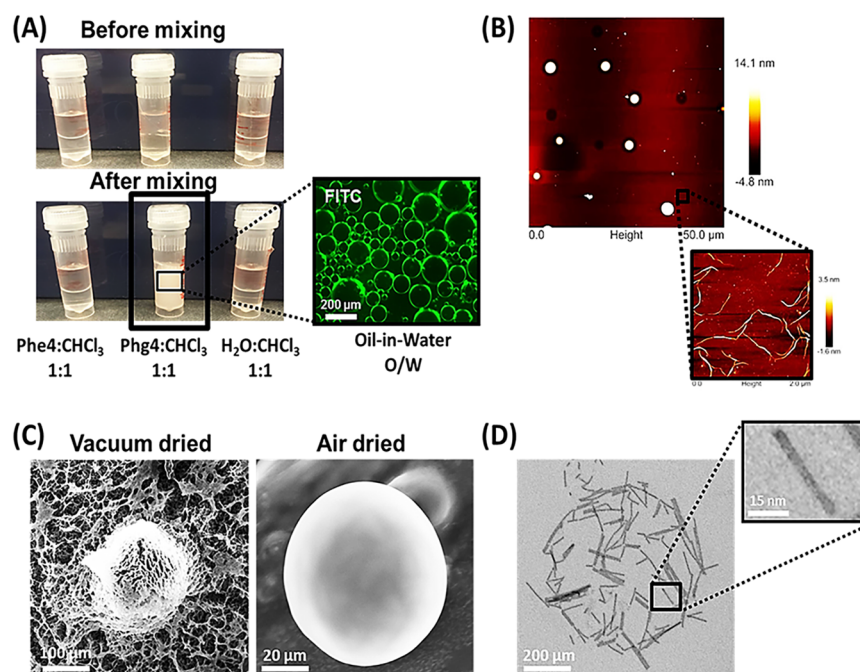 (A)
Before mixing
After mixing
FITC
200 μm
Phe4:CHCl₃
1:1
Phg4:CHCl₃
1:1
H₂O:CHCl₃
1:1
Oil-in-Water
O/W
(B)
14.1 nm
-4.8 nm
0.0
Height
50.0 μm
3.5 nm
-1.6 nm
0.0
Height
2.0 μm
(C)
Vacuum dried
Air dried
100 μm
20 μm
(D)
15 nm
200 μm